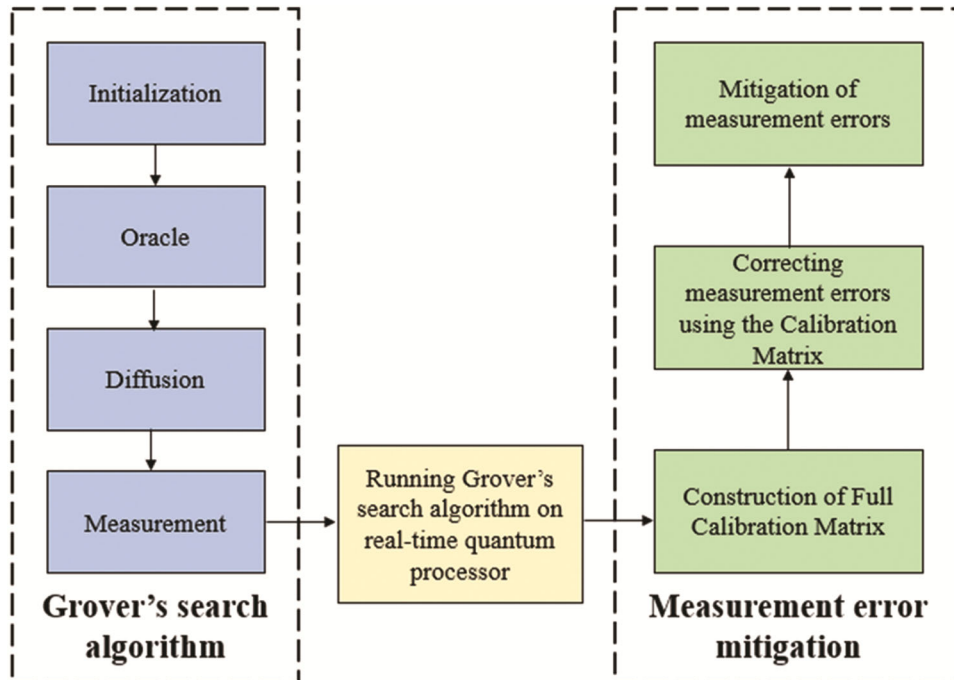 Initialization
Oracle
Diffusion
Measurement
Grover's search
algorithm
Running Grover's
search algorithm on
real-time quantum
processor
Mitigation of
measurement errors
Correcting
measurement errors
using the Calibration
Matrix
Construction of Full
Calibration Matrix
Measurement error
mitigation